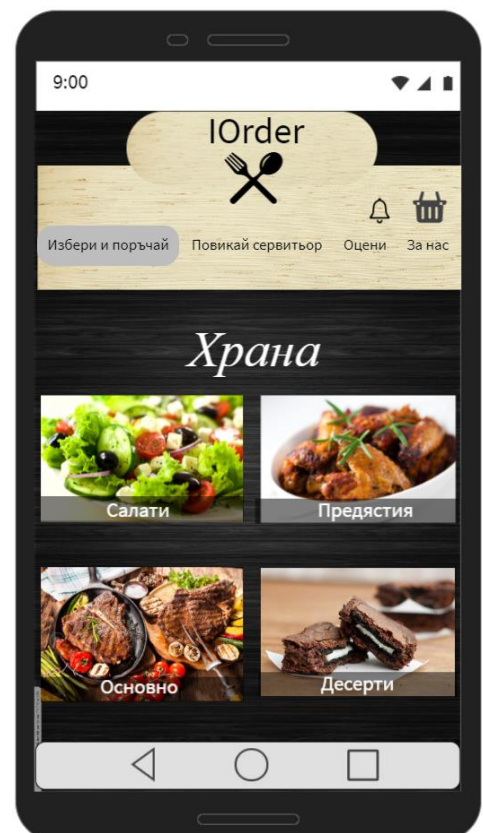 9:00
IOrder
Избери и поръчай Повикай сервитьор Оцени За нас
Храна
Салати Предястия
Основно Десерти